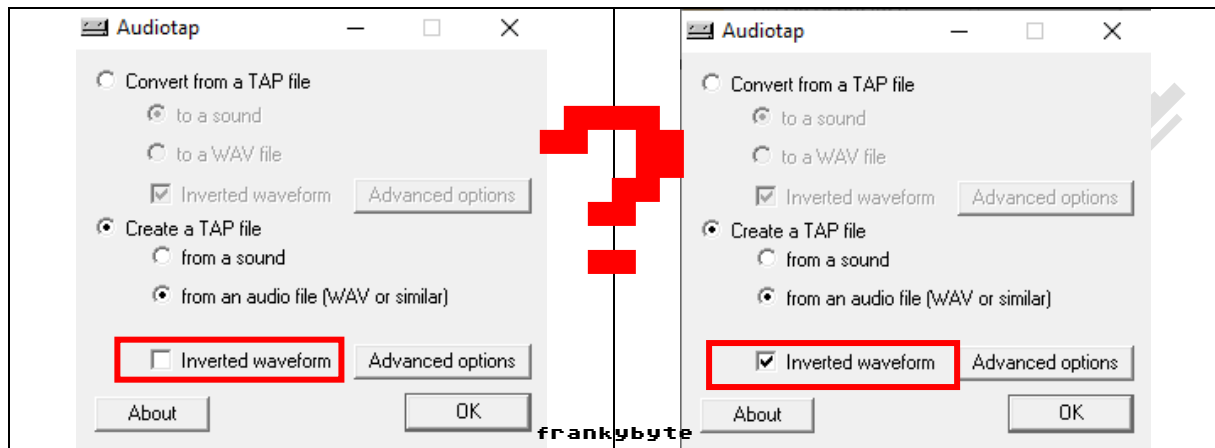 Audiotap
Convert from a TAP file
to a sound
to a WAV file
Inverted waveform Advanced options
Create a TAP file
from a sound
from an audio file (WAV or similar)
Inverted waveform Advanced options
About OK
?
Audiotap
Convert from a TAP file
to a sound
to a WAV file
Inverted waveform Advanced options
Create a TAP file
from a sound
from an audio file (WAV or similar)
Inverted waveform Advanced options
About OK
frankybyte